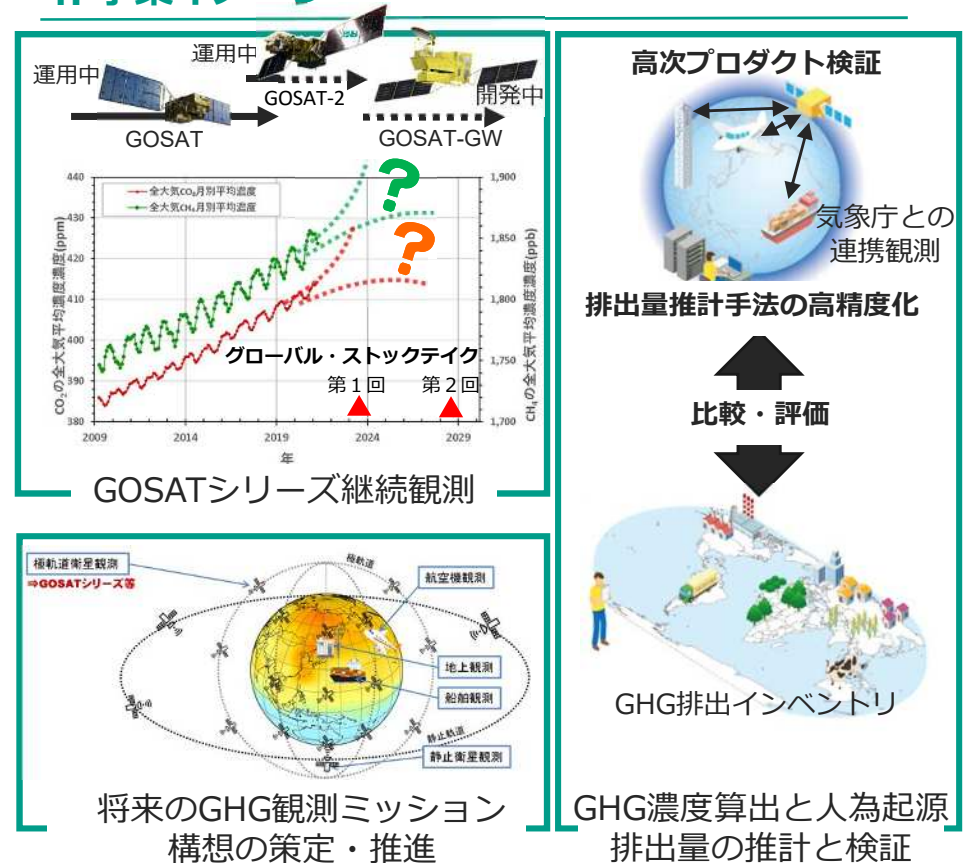 運用中
運用中
GOSAT
GOSAT-2
開発中
GOSAT-GW
440
430
420
410
400
390
380
CO₂の全大気平均濃度濃度(ppm)
全大気CO₂月別平均濃度
全大気CH₄月別平均濃度
?
?
1,900
1,850
1,800
1,750
1,700
CH₄の全大気平均濃度濃度(ppb)
グローバル・ストックテイク
第１回 第２回
2009 2014 2019 2024 2029
年
GOSATシリーズ継続観測
極軌道衛星観測
⇒GOSATシリーズ等
極軌道
航空機観測
地上観測
船舶観測
静止軌道
静止衛星観測
将来のGHG観測ミッション
構想の策定・推進
高次プロダクト検証
気象庁との
連携観測
排出量推計手法の高精度化
比較・評価
GHG排出インベントリ
GHG濃度算出と人為起源
排出量の推計と検証